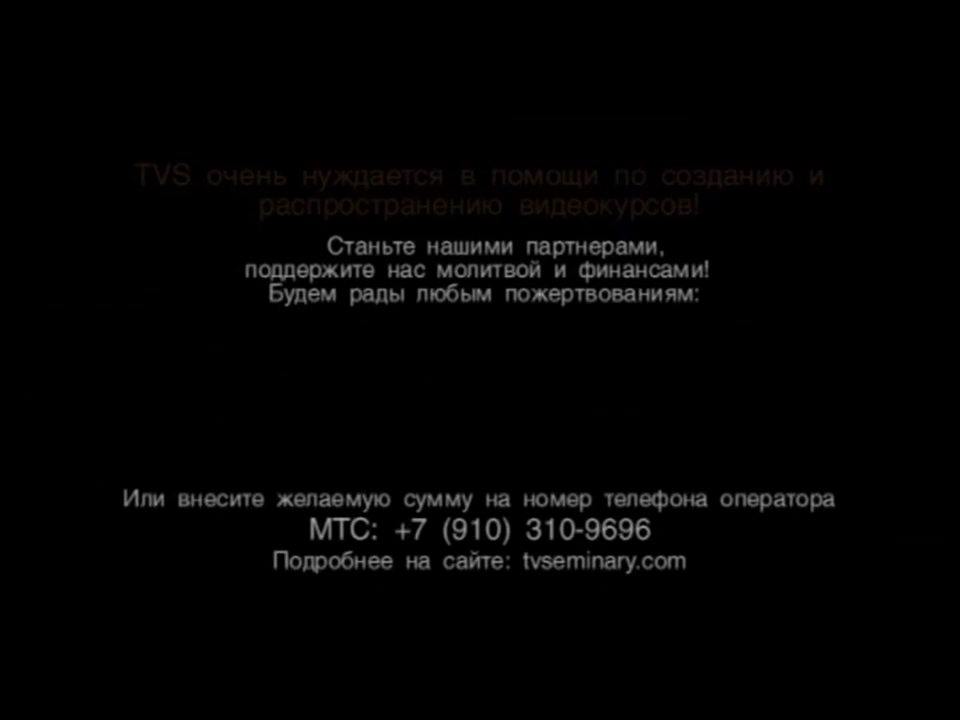 TVS очень нуждается в помощи по созданию и
распространению видеокурсов!
Станьте нашими партнерами,
поддержите нас молитвой и финансами!
Будем рады любым пожертвованиям:
Или внесите желаемую сумму на номер телефона оператора
МТС: +7 (910) 310-9696
Подробнее на сайте: tvseminary.com